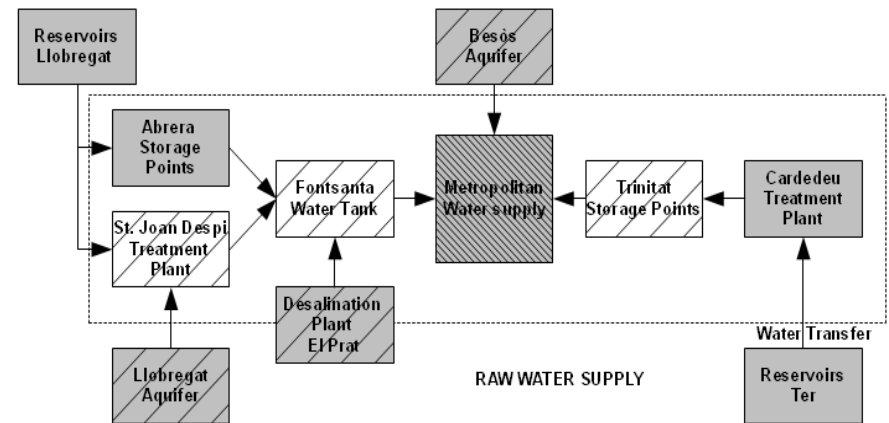 Reservoirs
Llobregat
Besòs
Aquifer
Abrera
Storage
Points
Fontsanta
Water Tank
Metropolitan
Water supply
Trinitat
Storage Points
Cardedeu
Treatment
Plant
St. Joan Despi
Treatment
Plant
Desalination
Plant
El Prat
Water Transfer
Llobregat
Aquifer
RAW WATER SUPPLY
Reservoirs
Ter